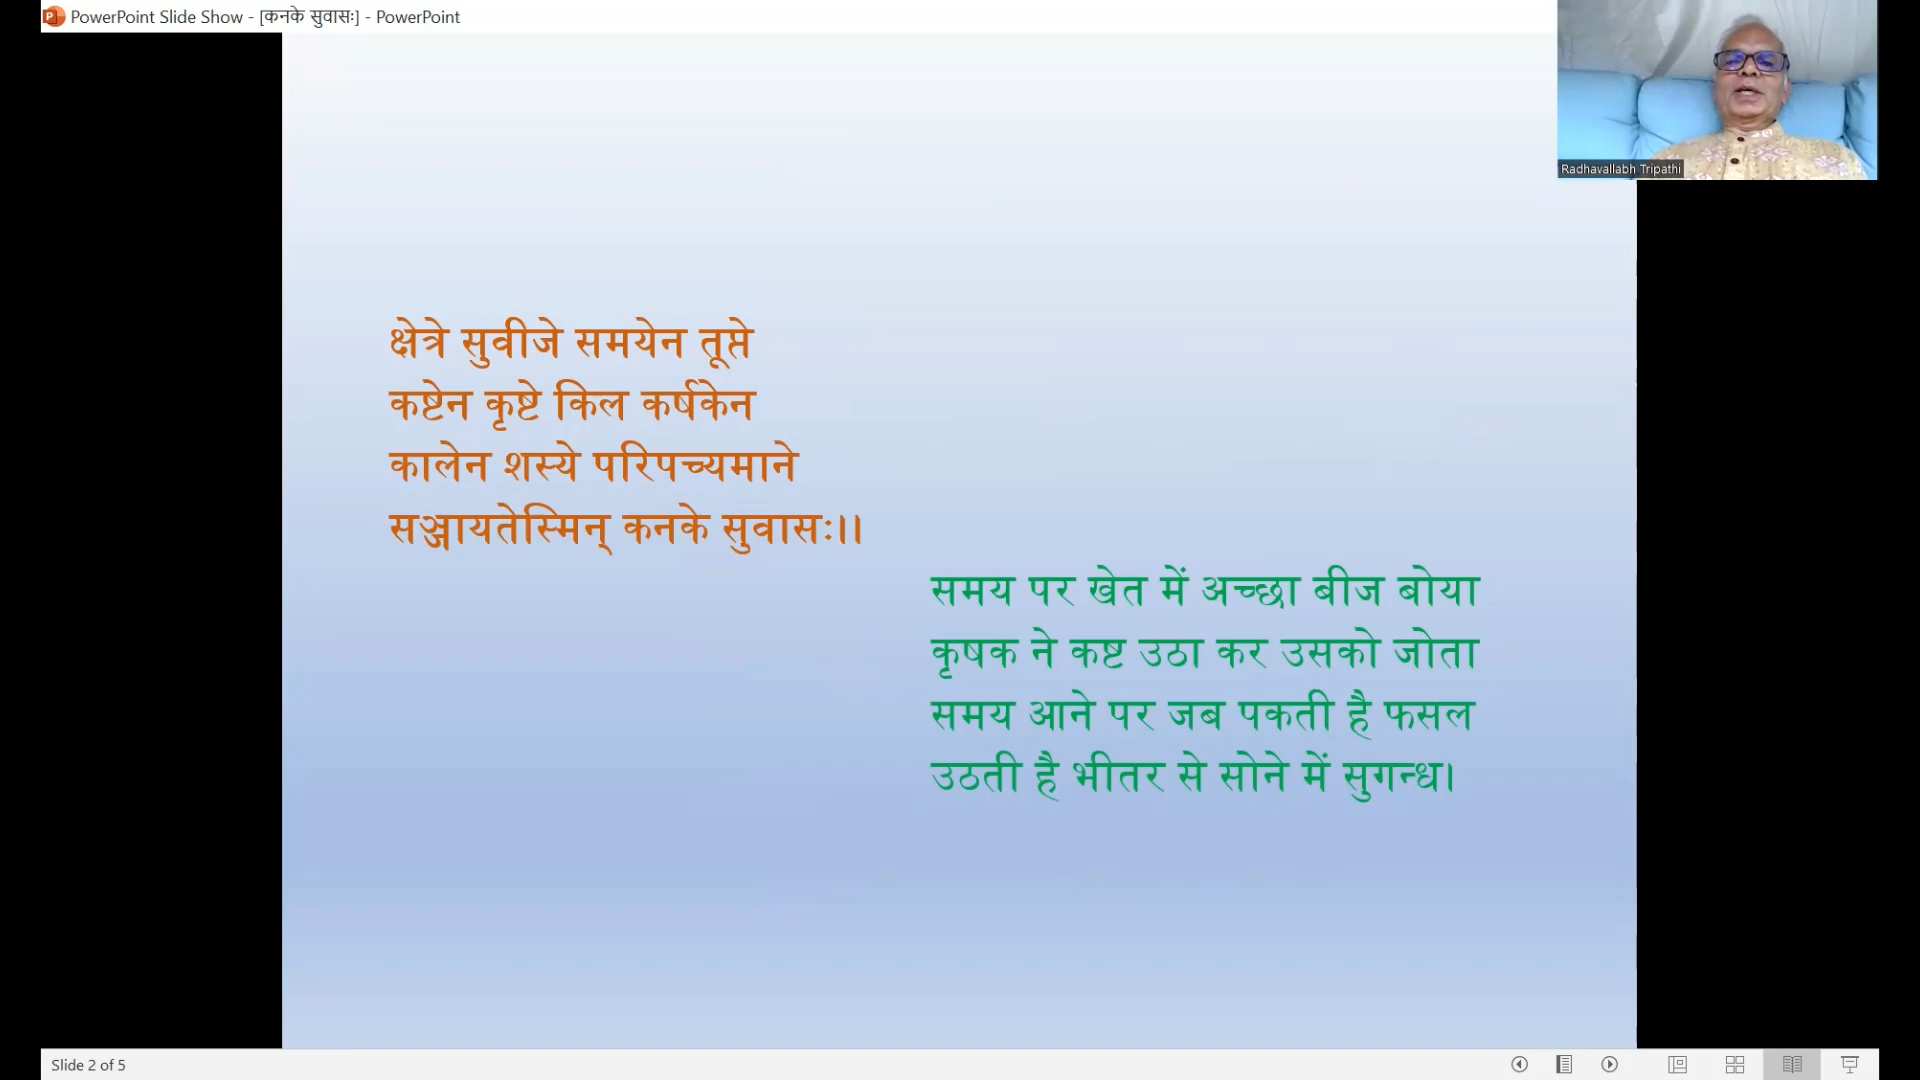 PowerPoint Slide Show - [कनके सुवासः] - PowerPoint
Radhavallabh Tripathi
क्षेत्रे सुवीजे समयेन तूप्ते
कष्टेन कृष्टे किल कर्षकेन
कालेन शस्ये परिपच्यमाने
सञ्जायतेस्मिन् कनके सुवासः।।
समय पर खेत में अच्छा बीज बोया
कृषक ने कष्ट उठा कर उसको जोता
समय आने पर जब पकती है फसल
उठती है भीतर से सोने में सुगन्ध।
Slide 2 of 5